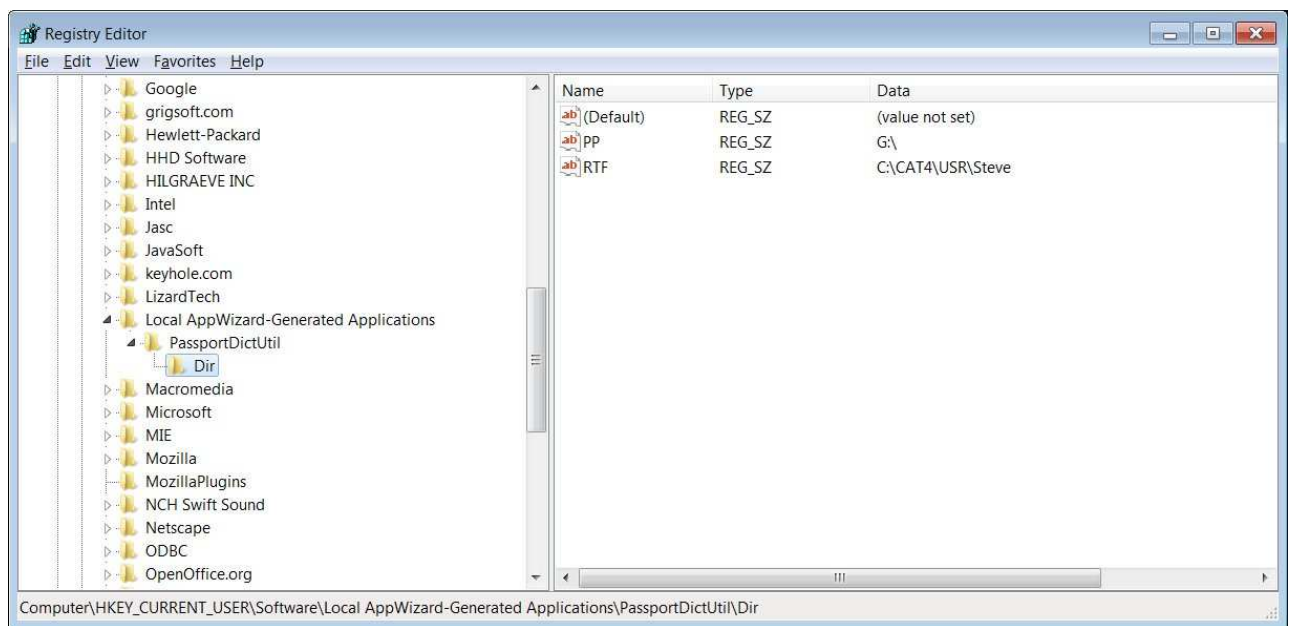 Registry Editor
File Edit View Favorites Help
Google
grigsoft.com
Hewlett-Packard
HHD Software
HILGRAEVE INC
Intel
Jasc
JavaSoft
keyhole.com
LizardTech
Local AppWizard-Generated Applications
PassportDictUtil
Dir
Macromedia
Microsoft
MIE
Mozilla
MozillaPlugins
NCH Swift Sound
Netscape
ODBC
OpenOffice.org
Name Type Data
(Default) REG_SZ (value not set)
PP REG_SZ G:\
RTF REG_SZ C:\CAT4\USR\Steve
Computer\HKEY_CURRENT_USER\Software\Local AppWizard-Generated Applications\PassportDictUtil\Dir